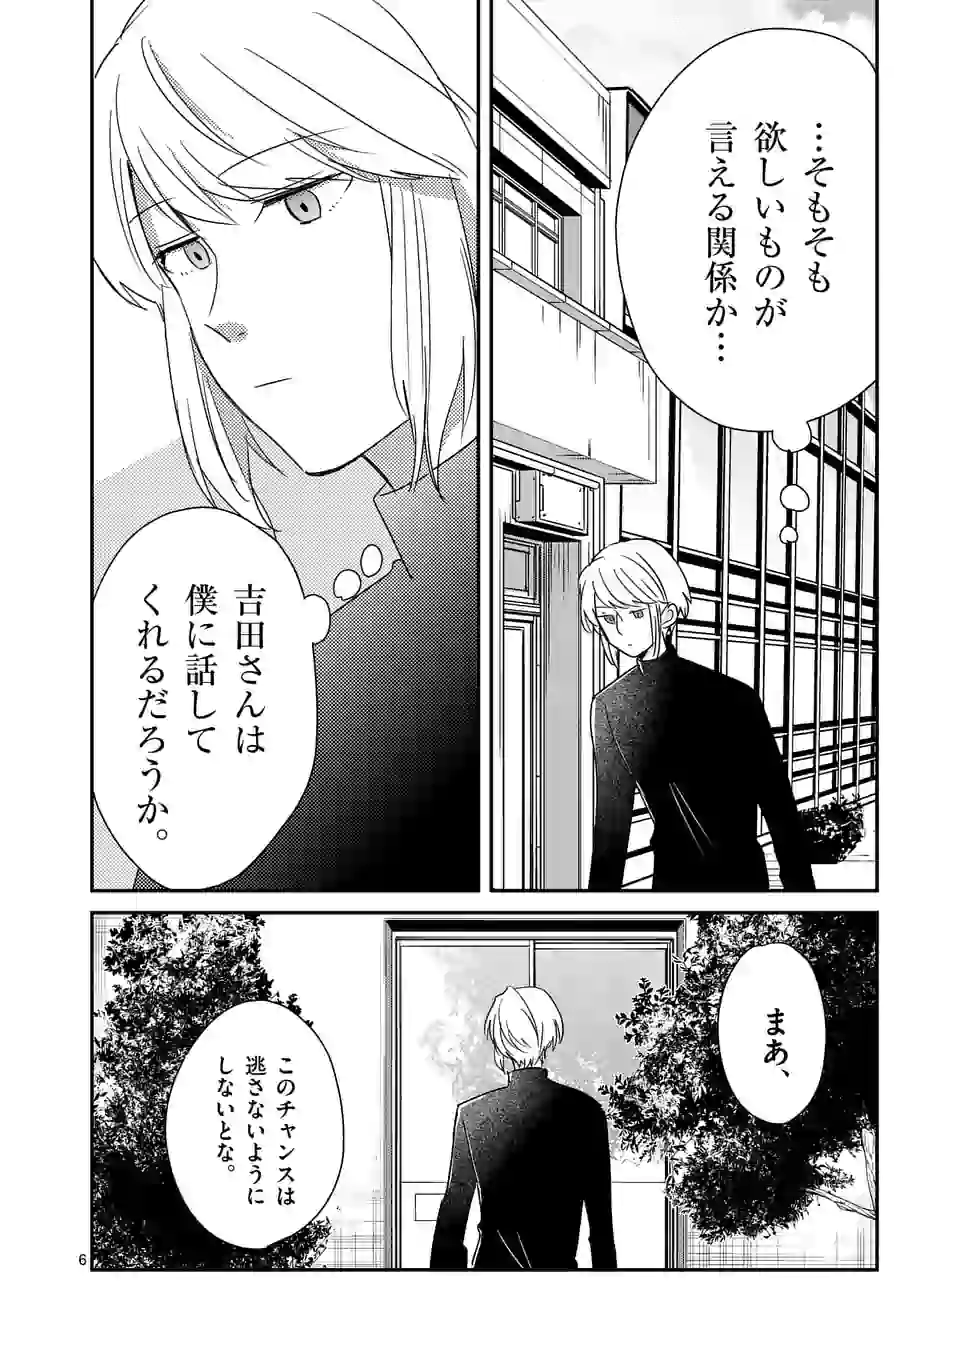 …そもそも
欲しいものが
言える関係か…
吉田さんは
僕に話して
くれるだろうか。
まあ、
このチャンスは
逃さないように
しないとな。
6